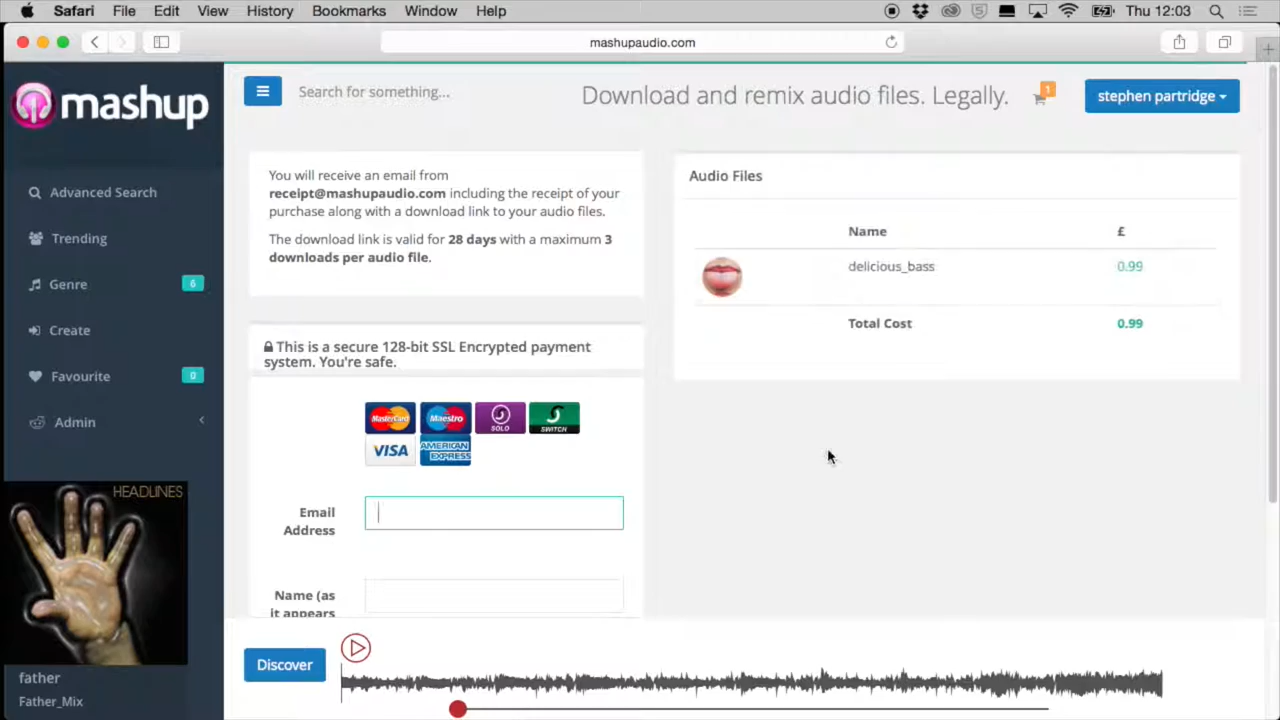 Safari File Edit View History Bookmarks Window Help Thu 12:03
mashupaudio.com
mashup
Search for something...
Download and remix audio files. Legally.
1
stephen partridge
Advanced Search
Trending
Genre 6
Create
Favourite 0
Admin
HEADLINES
father
Father_Mix
You will receive an email from
receipt@mashupaudio.com including the receipt of your
purchase along with a download link to your audio files.
The download link is valid for 28 days with a maximum 3
downloads per audio file.
This is a secure 128-bit SSL Encrypted payment
system. You're safe.
MasterCard Maestro SOLO SWITCH
VISA AMERICAN EXPRESS
Email
Address
Name (as
it appears
Audio Files
Name £
delicious_bass 0.99
Total Cost 0.99
Discover